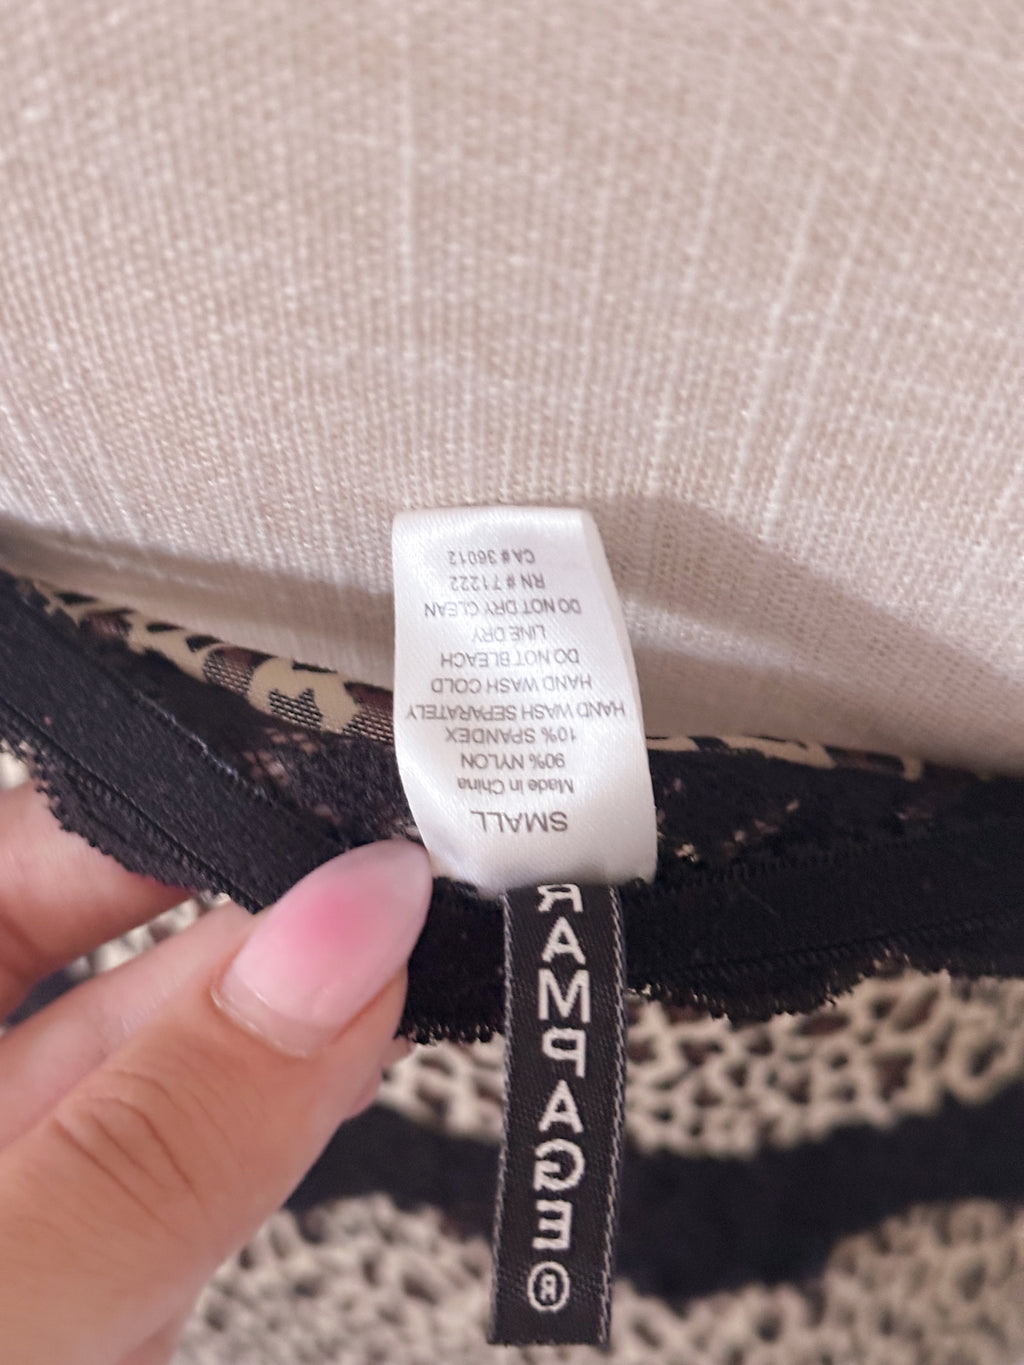 SMALL
Made in China
90% NYLON
10% SPANDEX
HAND WASH SEPARATELY
HAND WASH COLD
DO NOT BLEACH
LINE DRY
DO NOT DRY CLEAN
RN # 71222
CA # 36012
RAMPAGE®